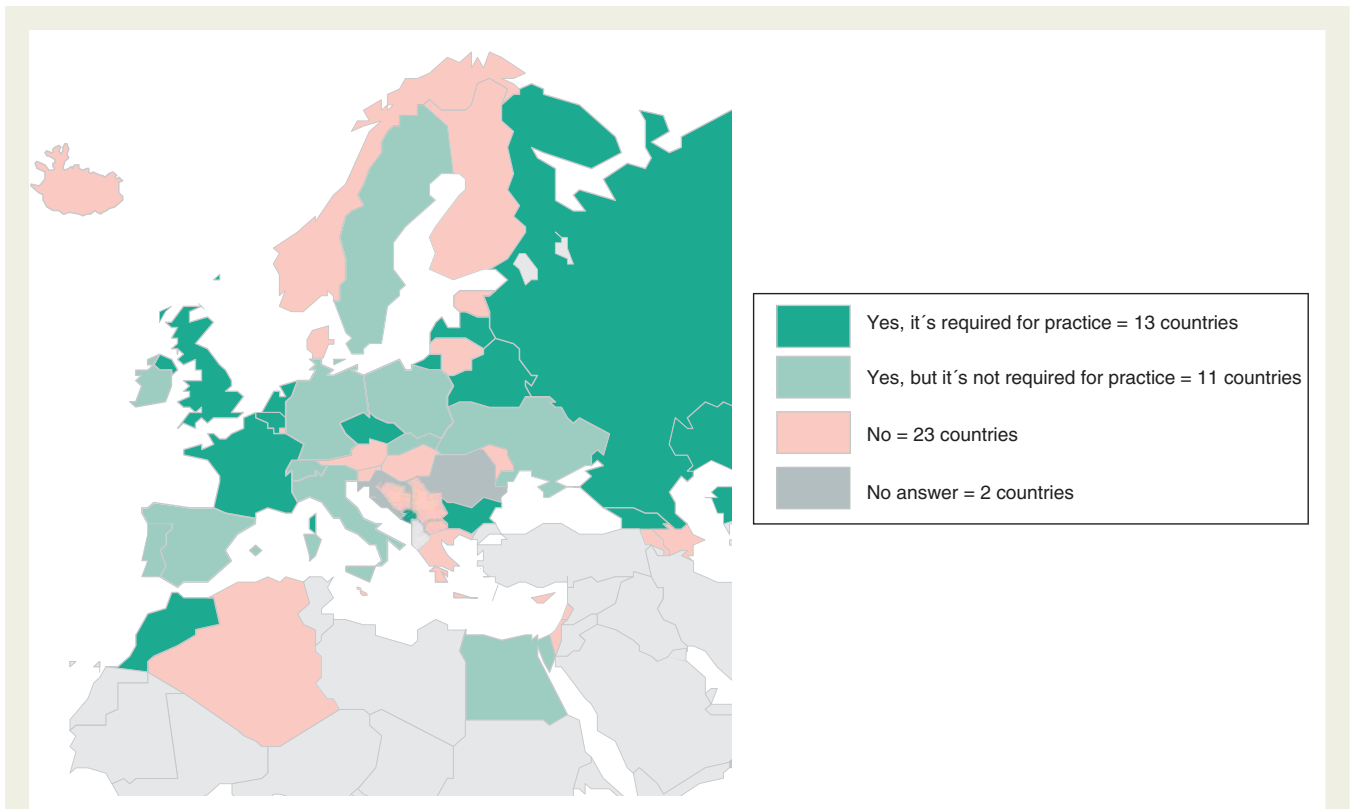 Yes, it´s required for practice = 13 countries
Yes, but it´s not required for practice = 11 countries
No = 23 countries
No answer = 2 countries